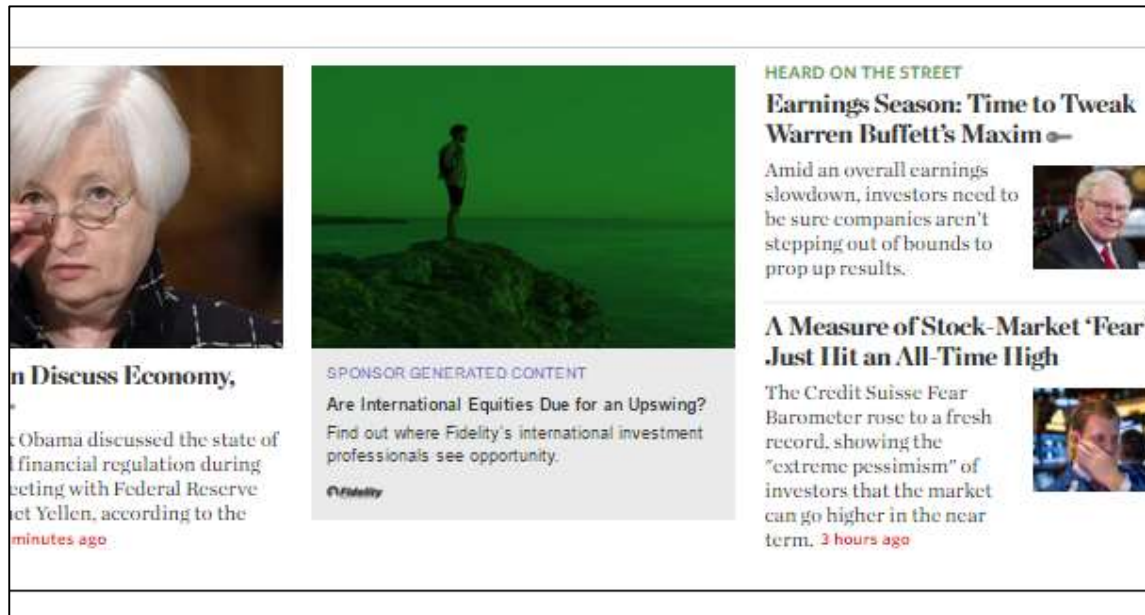 n Discuss Economy,
Obama discussed the state of
financial regulation during
eeting with Federal Reserve
et Yellen, according to the
minutes ago
SPONSOR GENERATED CONTENT
Are International Equities Due for an Upswing?
Find out where Fidelity's international investment
professionals see opportunity.
Fidelity
HEARD ON THE STREET
Earnings Season: Time to Tweak
Warren Buffett's Maxim
Amid an overall earnings
slowdown, investors need to
be sure companies aren't
stepping out of bounds to
prop up results.
A Measure of Stock-Market 'Fear'
Just Hit an All-Time High
The Credit Suisse Fear
Barometer rose to a fresh
record, showing the
"extreme pessimism" of
investors that the market
can go higher in the near
term. 3 hours ago